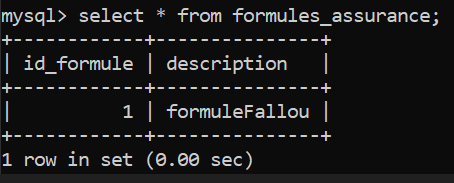 mysql> select * from formules_assurance;
+------------+---------------+
| id_formule | description   |
+------------+---------------+
|          1 | formuleFallou |
+------------+---------------+
1 row in set (0.00 sec)